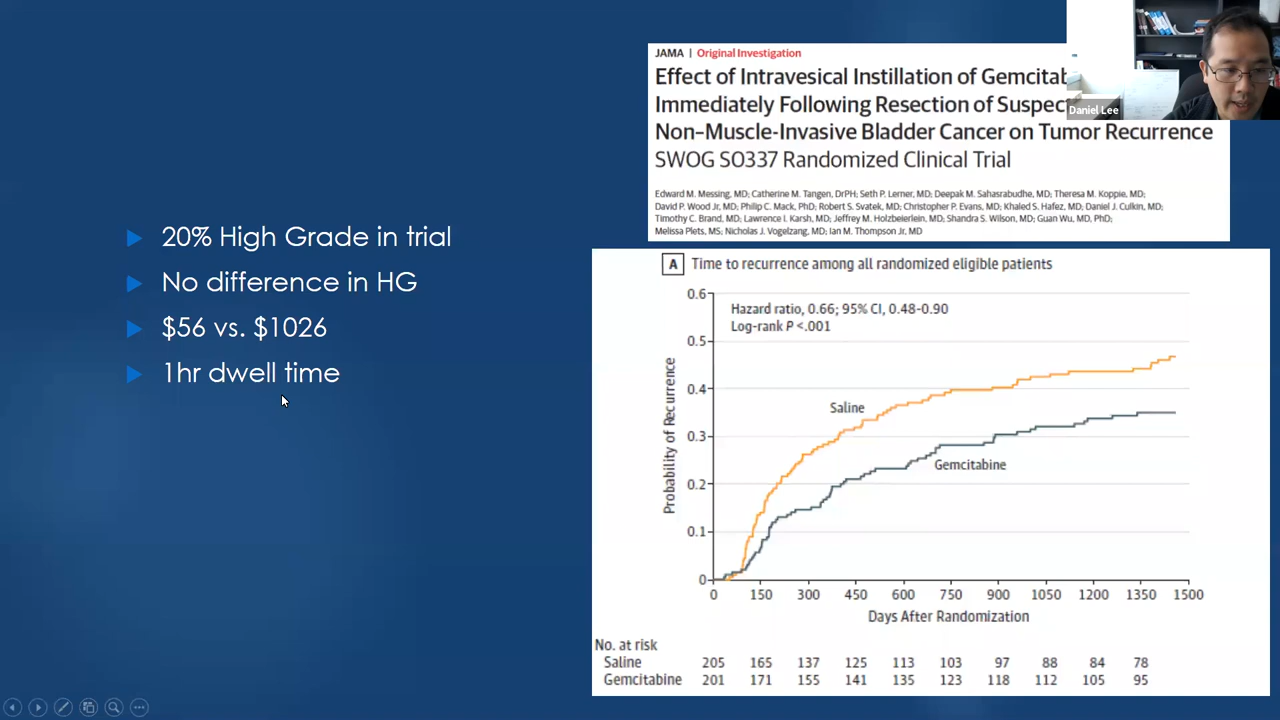 20% High Grade in trial
No difference in HG
$56 vs. $1026
1hr dwell time
JAMA | Original Investigation
Effect of Intravesical Instillation of
Immediately Following Resection of
Non–Muscle-Invasive Bladder Cancer on Tumor Recurrence
SWOG S0337 Randomized Clinical Trial
Edward M. Messing, MD; Catherine M. Tangen, DrPH; Seth P. Lerner, MD; Deepak M. Sahasrabudhe, MD; Theresa M. Koppie, MD;
David P. Wood Jr, MD; Philip C. Mack, PhD; Robert S. Svatek, MD; Christopher P. Evans, MD; Khaled S. Hafez, MD; Daniel J. Culkin, MD;
Timothy C. Brand, MD; Lawrence I. Karsh, MD; Jeffrey M. Holzbeierlein, MD; Shandra S. Wilson, MD; Guan Wu, MD, PhD;
Melissa Plets, MS; Nicholas J. Vogelzang, MD; Ian M. Thompson Jr, MD
Daniel Lee
A Time to recurrence among all randomized eligible patients
Hazard ratio, 0.66; 95% CI, 0.48-0.90
Log-rank P <.001
Probability of Recurrence
0.6
0.5
0.4
0.3
0.2
0.1
0
Saline
Gemcitabine
0 150 300 450 600 750 900 1050 1200 1350 1500
Days After Randomization
No. at risk
Saline 205 165 137 125 113 103 97 88 84 78
Gemcitabine 201 171 155 141 135 123 118 112 105 95